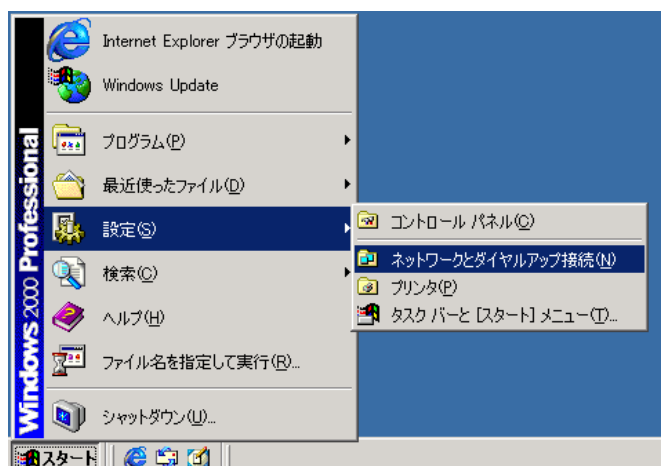 Windows 2000 Professional
Internet Explorer ブラウザの起動
Windows Update
プログラム(P)
最近使ったファイル(D)
設定(S)
検索(C)
ヘルプ(H)
ファイル名を指定して実行(R)...
シャットダウン(U)...
コントロール パネル(C)
ネットワークとダイヤルアップ接続(N)
プリンタ(P)
タスク バーと [スタート] メニュー(T)...
スタート